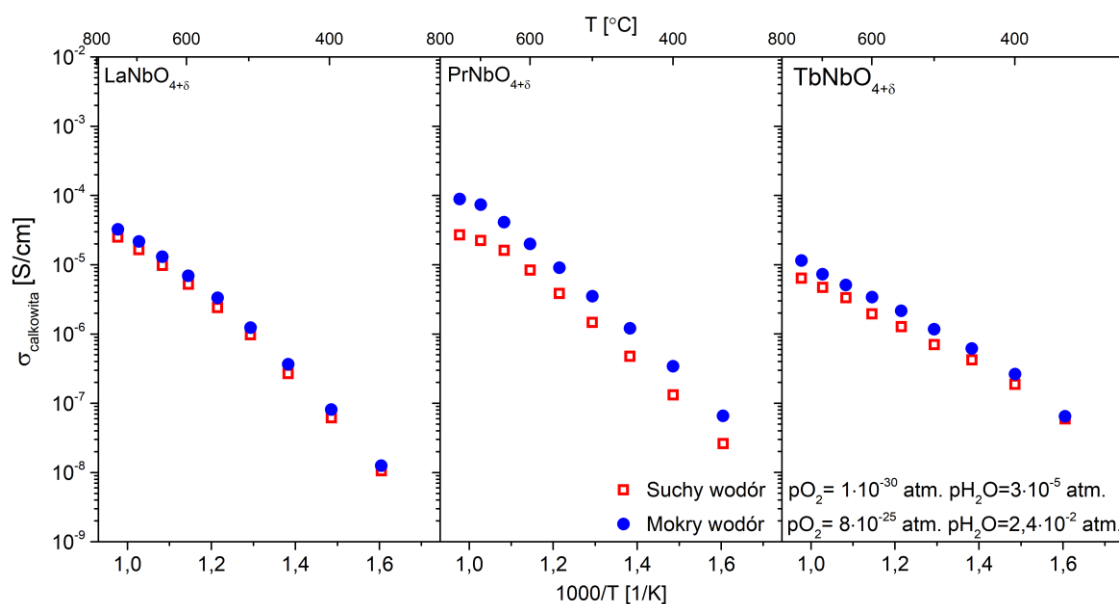 T [°C]
800 600 400 800 600 400 800 600 400
10⁻²
10⁻³
10⁻⁴
10⁻⁵
10⁻⁶
10⁻⁷
10⁻⁸
10⁻⁹
σcalkowita [S/cm]
LaNbO₄₊δ
PrNbO₄₊δ
TbNbO₄₊δ
Suchy wodór pO₂= 1·10⁻³⁰ atm. pH₂O=3·10⁻⁵ atm.
Mokry wodór pO₂= 8·10⁻²⁵ atm. pH₂O=2,4·10⁻² atm.
1,0 1,2 1,4 1,6 1,0 1,2 1,4 1,6 1,0 1,2 1,4 1,6
1000/T [1/K]